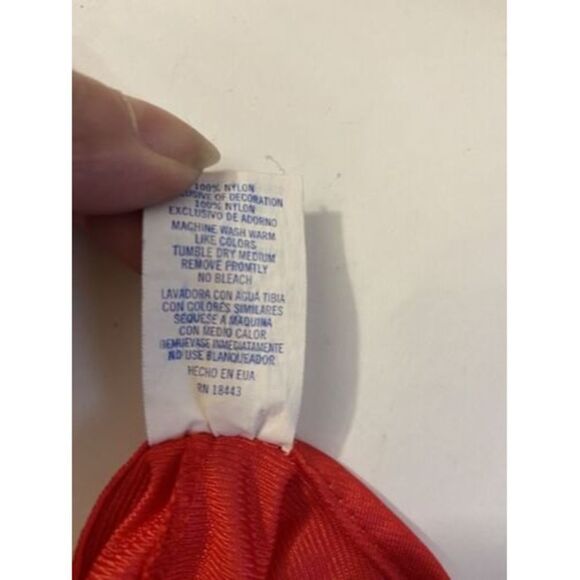 100% NYLON
EXCLUSIVE OF DECORATION
100% NYLON
EXCLUSIVO DE ADORNO
MACHINE WASH WARM
LIKE COLORS
TUMBLE DRY MEDIUM
REMOVE PROMTLY
NO BLEACH
LAVADORA CON AGUA TIBIA
CON COLORES SIMILARES
SEQUESE A MAQUINA
CON MEDIO CALOR
REMUEVASE INMEDIATAMENTE
NO USE BLANQUEADOR
HECHO EN EUA
RN 18443